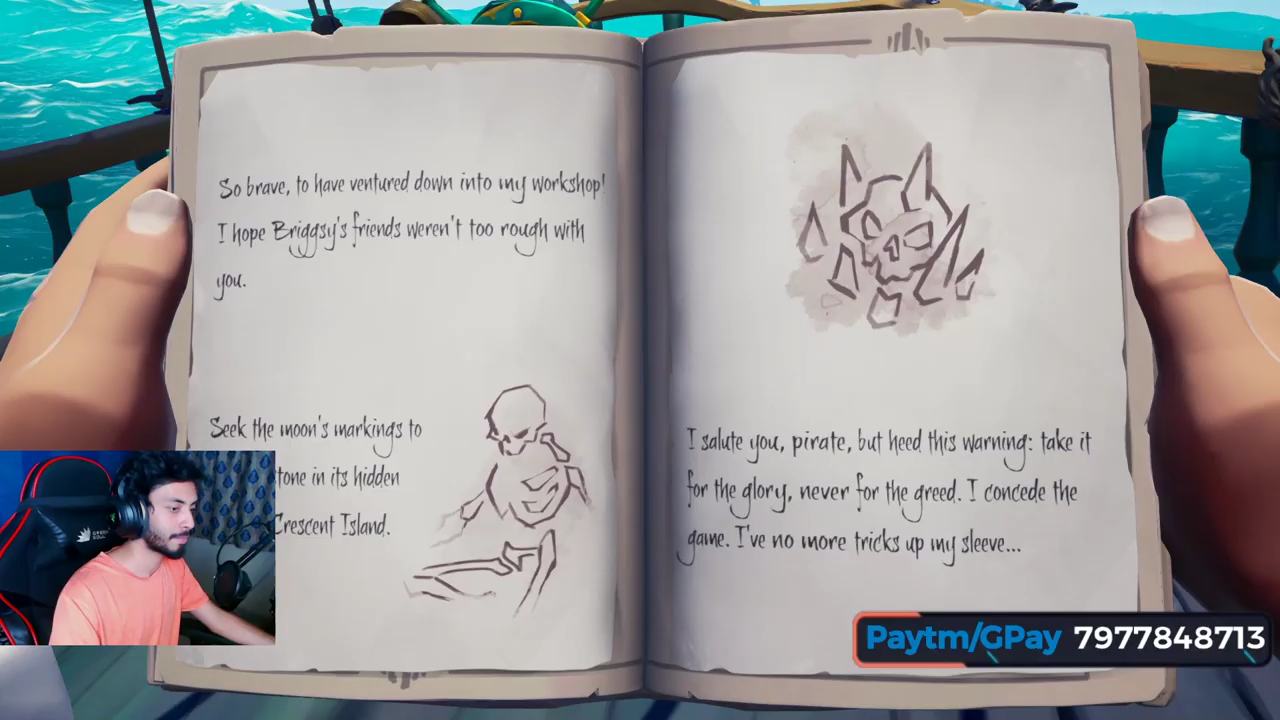 So brave, to have ventured down into my workshop!
I hope Briggsy's friends weren't too rough with
you.
Seek the moon's markings to
tone in its hidden
Crescent Island.
I salute you, pirate, but heed this warning: take it
for the glory, never for the greed. I concede the
game. I've no more tricks up my sleeve...
Paytm/GPay 7977848713